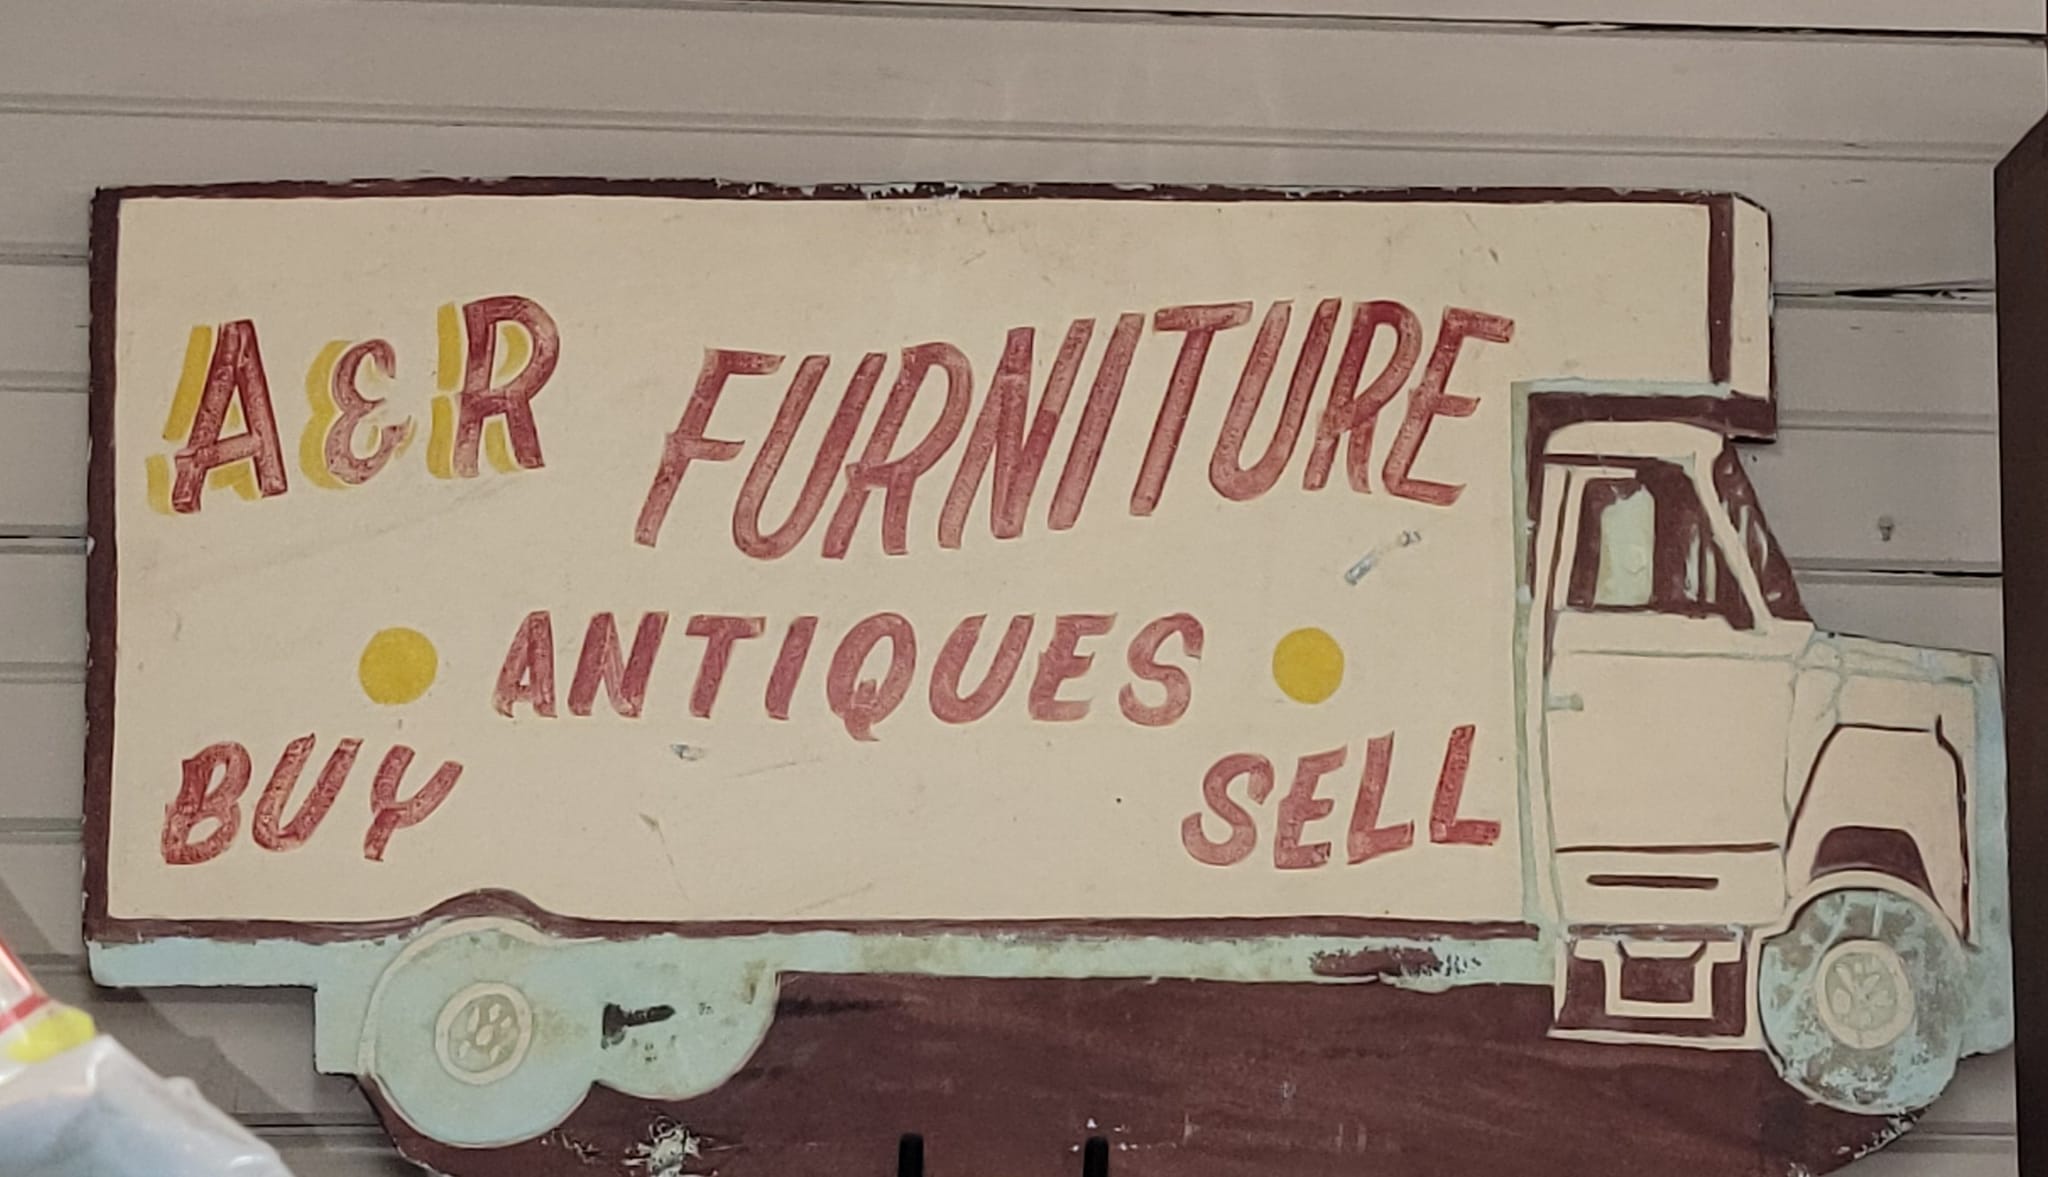 A&R FURNITURE
• ANTIQUES •
BUY SELL